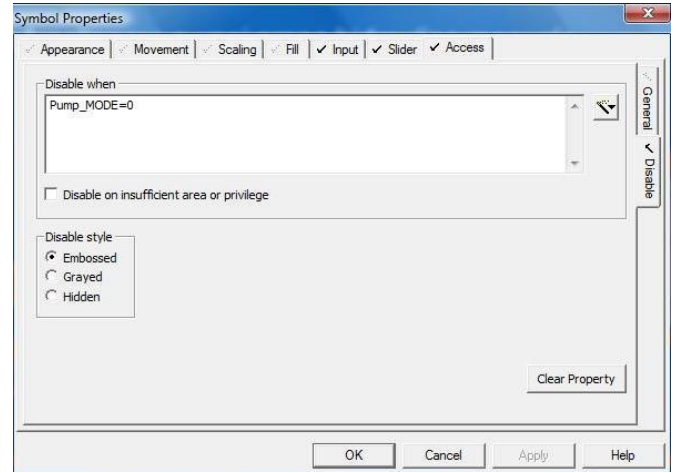 Symbol Properties
Appearance Movement Scaling Fill Input Slider Access
Disable when
Pump_MODE=0
Disable on insufficient area or privilege
Disable style
Embossed
Grayed
Hidden
Clear Property
General
Disable
OK Cancel Apply Help